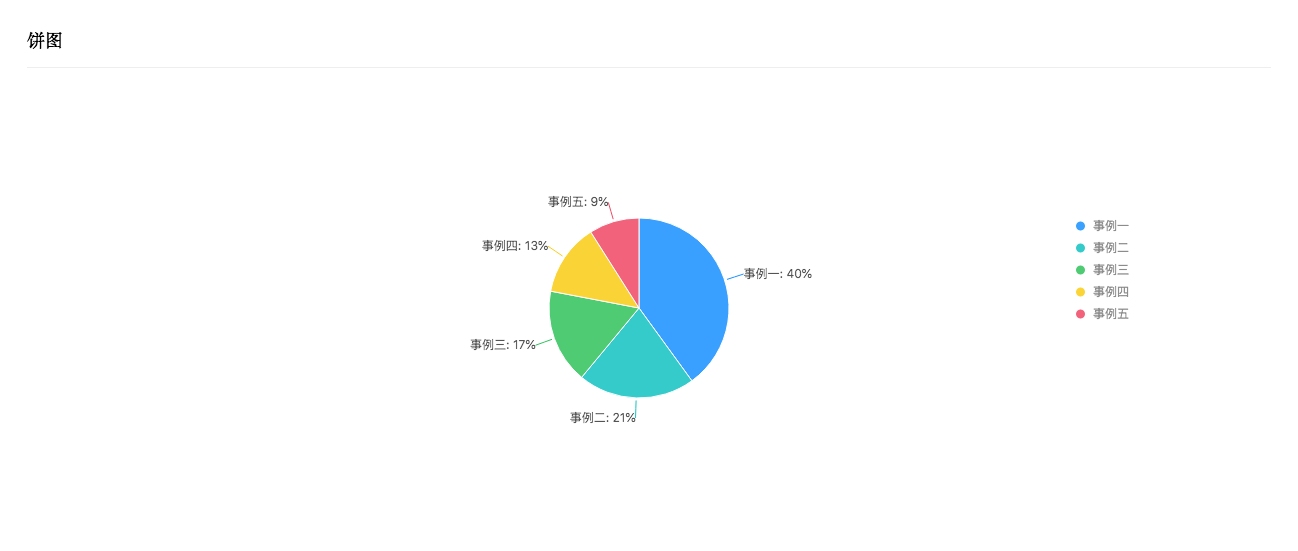 饼图
事例五: 9%
事例四: 13%
事例一: 40%
事例三: 17%
事例二: 21%
事例一
事例二
事例三
事例四
事例五